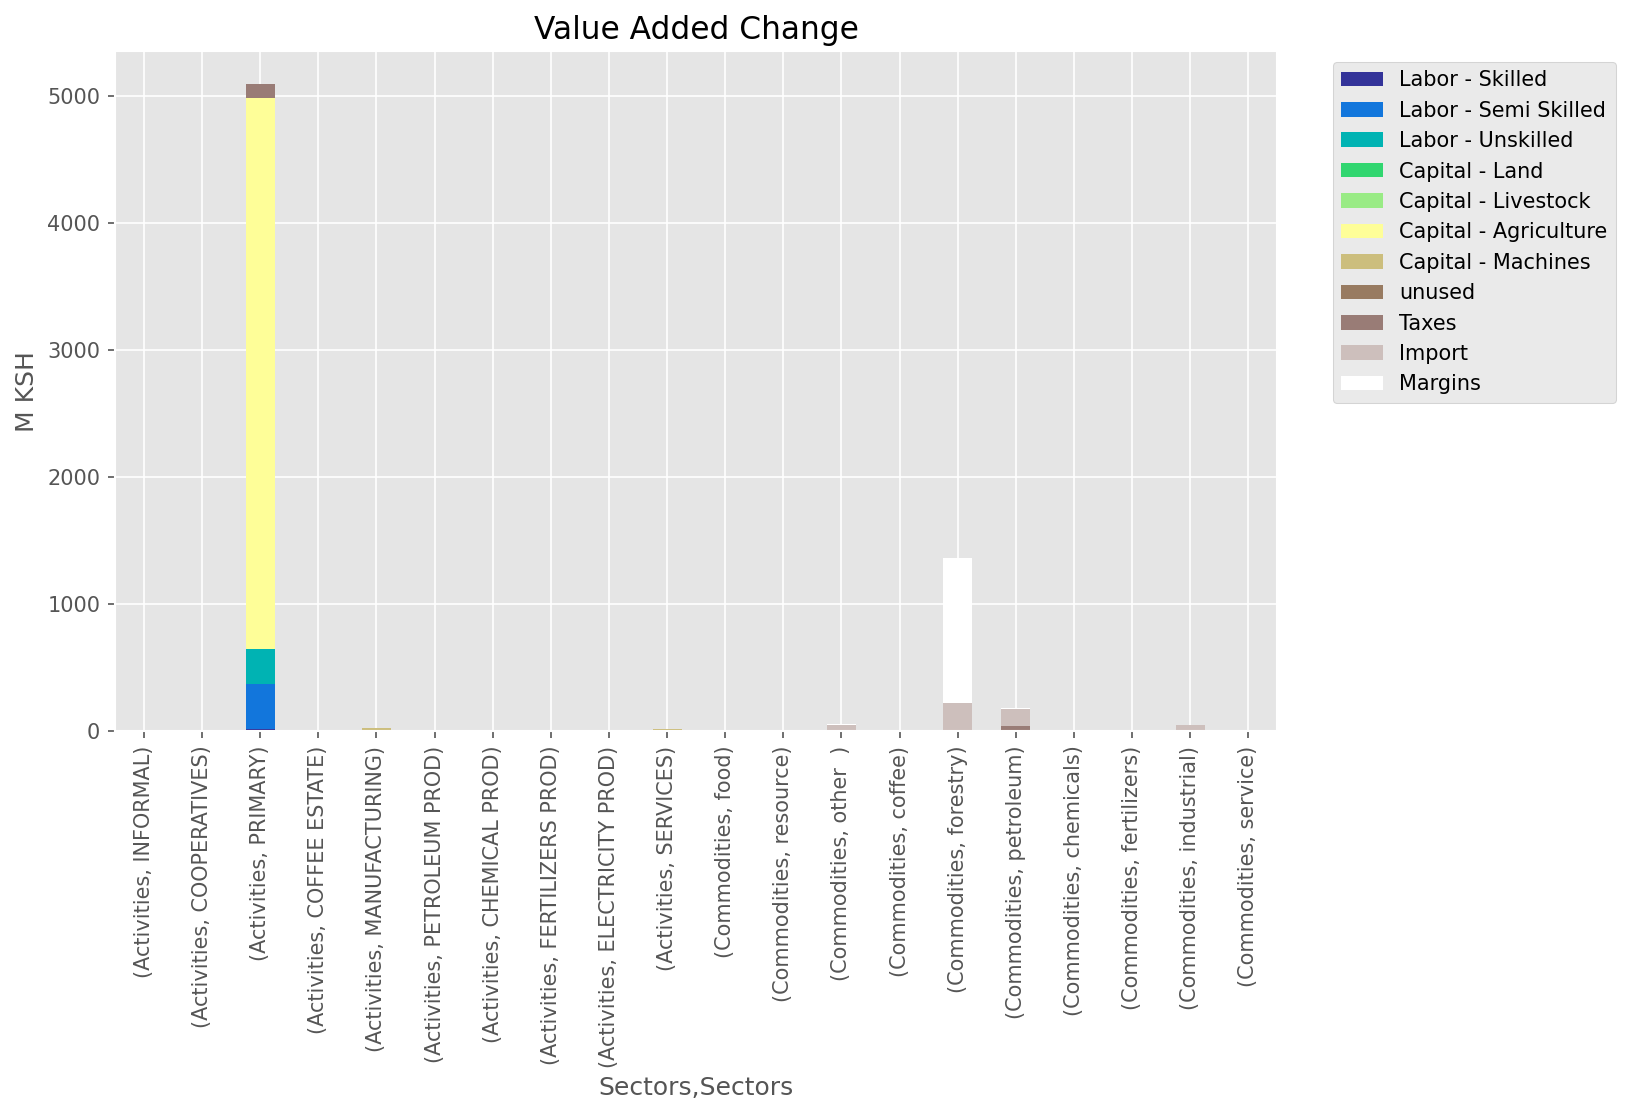 Value Added Change
M KSH
5000
4000
3000
2000
1000
0
(Activities, INFORMAL)
(Activities, COOPERATIVES)
(Activities, PRIMARY)
(Activities, COFFEE ESTATE)
(Activities, MANUFACTURING)
(Activities, PETROLEUM PROD)
(Activities, CHEMICAL PROD)
(Activities, FERTILIZERS PROD)
(Activities, ELECTRICITY PROD)
(Activities, SERVICES)
(Commodities, food)
(Commodities, resource)
(Commodities, other  )
(Commodities, coffee)
(Commodities, forestry)
(Commodities, petroleum)
(Commodities, chemicals)
(Commodities, fertilizers)
(Commodities, industrial)
(Commodities, service)
Sectors,Sectors
Labor - Skilled
Labor - Semi Skilled
Labor - Unskilled
Capital - Land
Capital - Livestock
Capital - Agriculture
Capital - Machines
unused
Taxes
Import
Margins